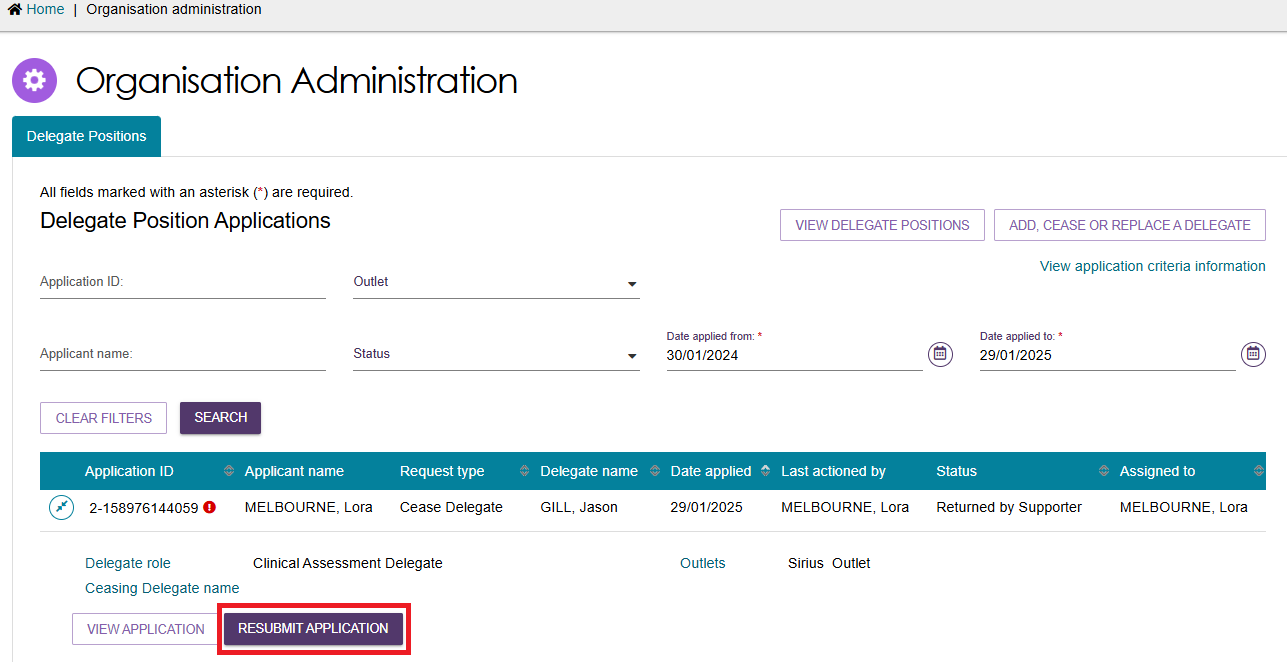 Home | Organisation administration
Organisation Administration
Delegate Positions
All fields marked with an asterisk (*) are required.
Delegate Position Applications
VIEW DELEGATE POSITIONS
ADD, CEASE OR REPLACE A DELEGATE
View application criteria information
Application ID:
Outlet
Applicant name:
Status
Date applied from: *
30/01/2024
Date applied to: *
29/01/2025
CLEAR FILTERS
SEARCH
Application ID Applicant name Request type Delegate name Date applied Last actioned by Status Assigned to
2-158976144059 MELBOURNE, Lora Cease Delegate GILL, Jason 29/01/2025 MELBOURNE, Lora Returned by Supporter MELBOURNE, Lora
Delegate role Clinical Assessment Delegate Outlets Sirius Outlet
Ceasing Delegate name
VIEW APPLICATION RESUBMIT APPLICATION